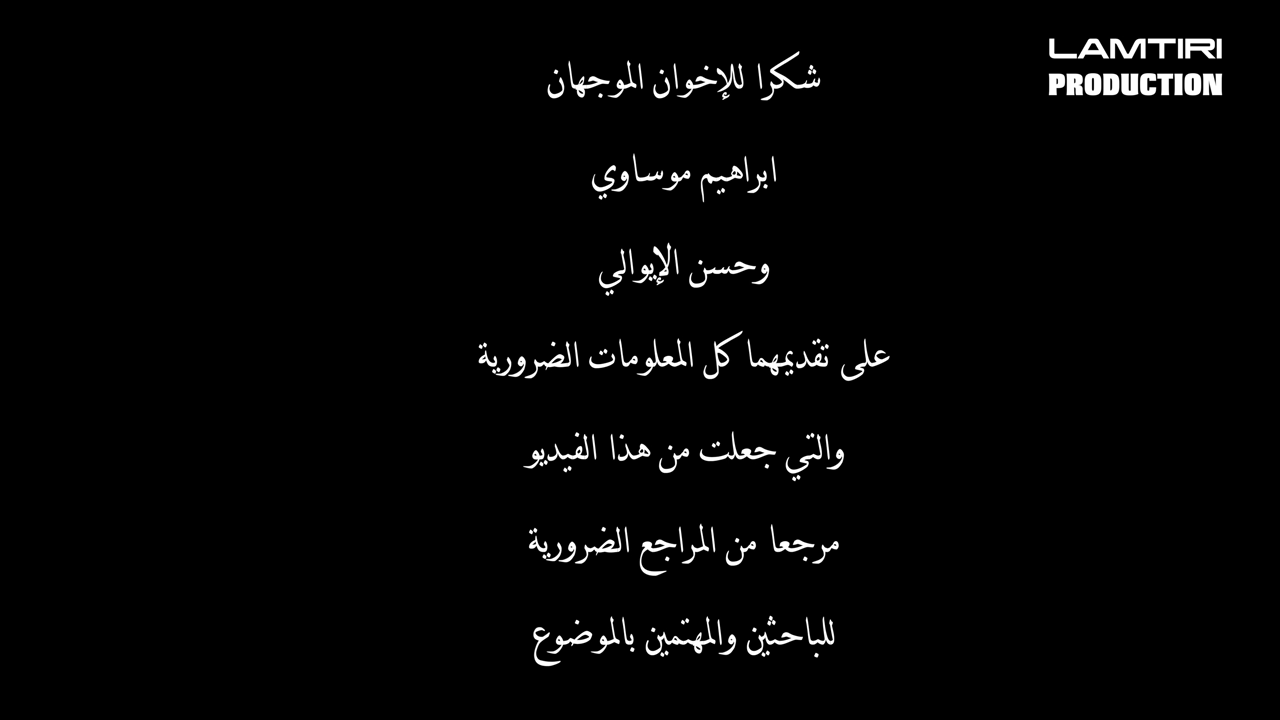 LAMTIRI
PRODUCTION
شكرا للإخوان الموجهان
ابراهيم موساوي
وحسن الإيوالي
على تقديمهما كل المعلومات الضرورية
والتي جعلت من هذا الفيديو
مرجعا من المراجع الضرورية
للباحثين والمهتمين بالموضوع